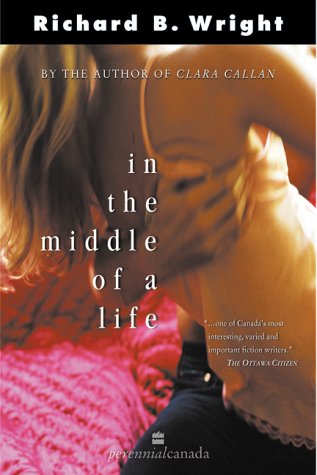 Richard B. Wright
BY THE AUTHOR OF CLARA CALLAN
in
the
middle
of a
life
“...one of Canada's most
interesting, varied and
important fiction writers.”
THE OTTAWA CITIZEN
perennialcanada